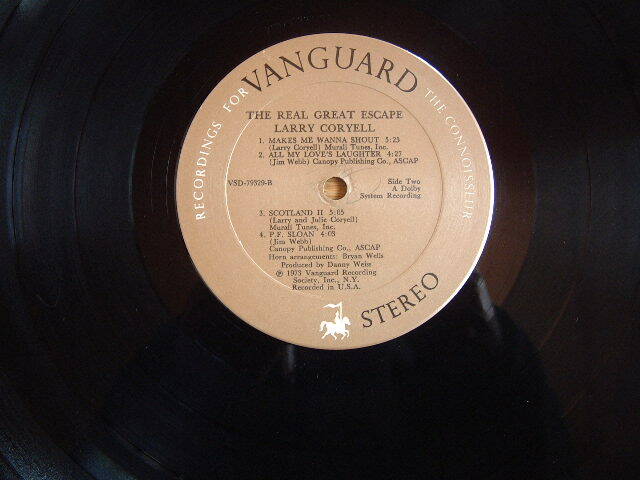 RECORDINGS FOR VANGUARD THE CONNOISSEUR
THE REAL GREAT ESCAPE
LARRY CORYELL
1. MAKES ME WANNA SHOUT 5:23
(Larry Coryell) Murali Tunes, Inc.
2. ALL MY LOVE'S LAUGHTER 4:27
(Jim Webb) Canopy Publishing Co., ASCAP
VSD-79329-B
Side Two
A Dolby
System Recording
3. SCOTLAND II 5:05
(Larry and Julie Coryell)
Murali Tunes, Inc.
4. P.F. SLOAN 4:03
(Jim Webb)
Canopy Publishing Co., ASCAP
Horn arrangements: Bryan Wells
Produced by Danny Weiss
℗ 1973 Vanguard Recording
Society, Inc., N.Y.
Recorded in U.S.A.
STEREO